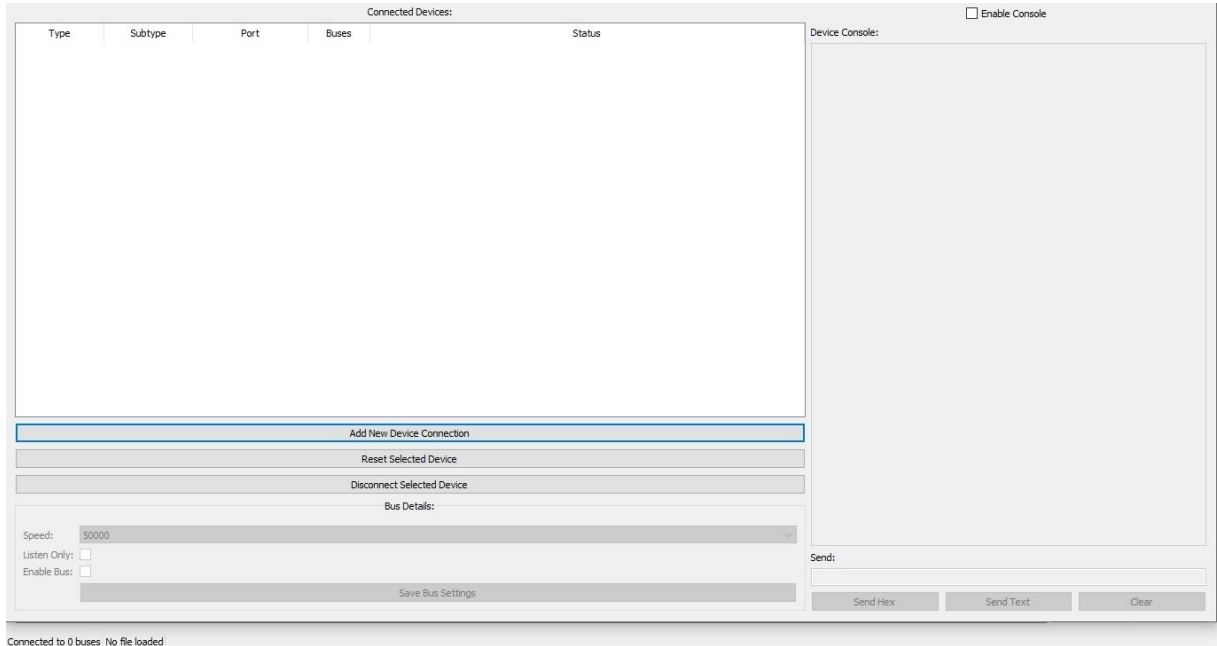 Connected Devices:
Type Subtype Port Buses Status
Add New Device Connection
Reset Selected Device
Disconnect Selected Device
Bus Details:
Speed: 50000
Listen Only:
Enable Bus:
Save Bus Settings
Enable Console
Device Console:
Send:
Send Hex Send Text Clear
Connected to 0 buses No file loaded